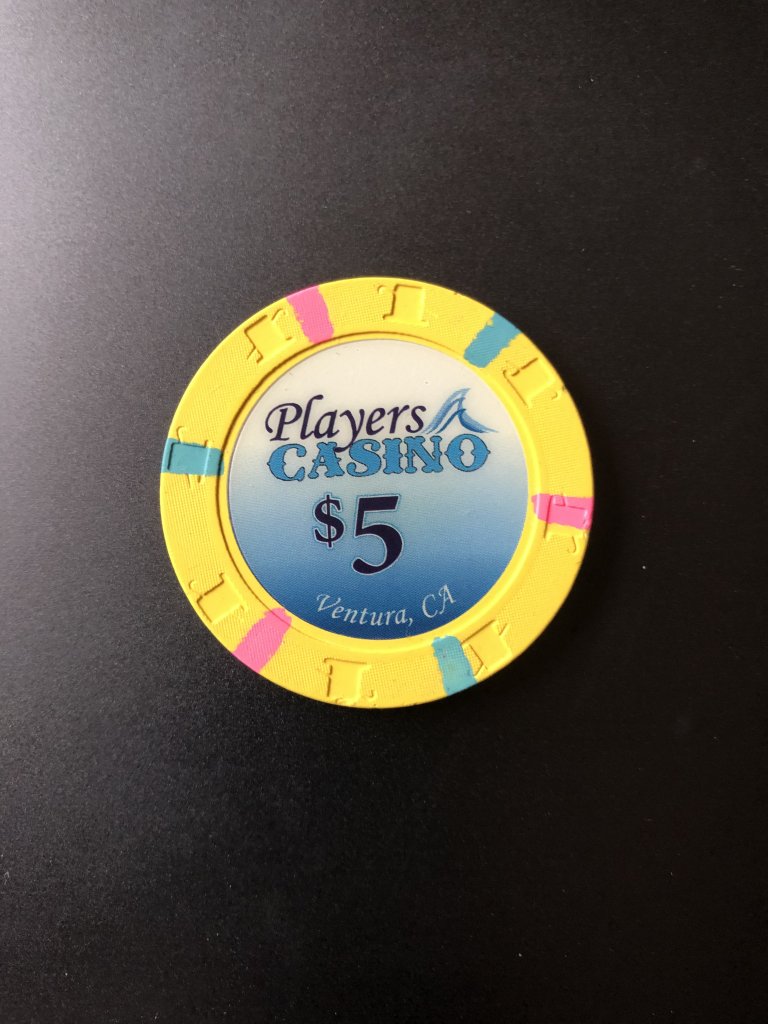 Players
CASINO
$5
Ventura, CA